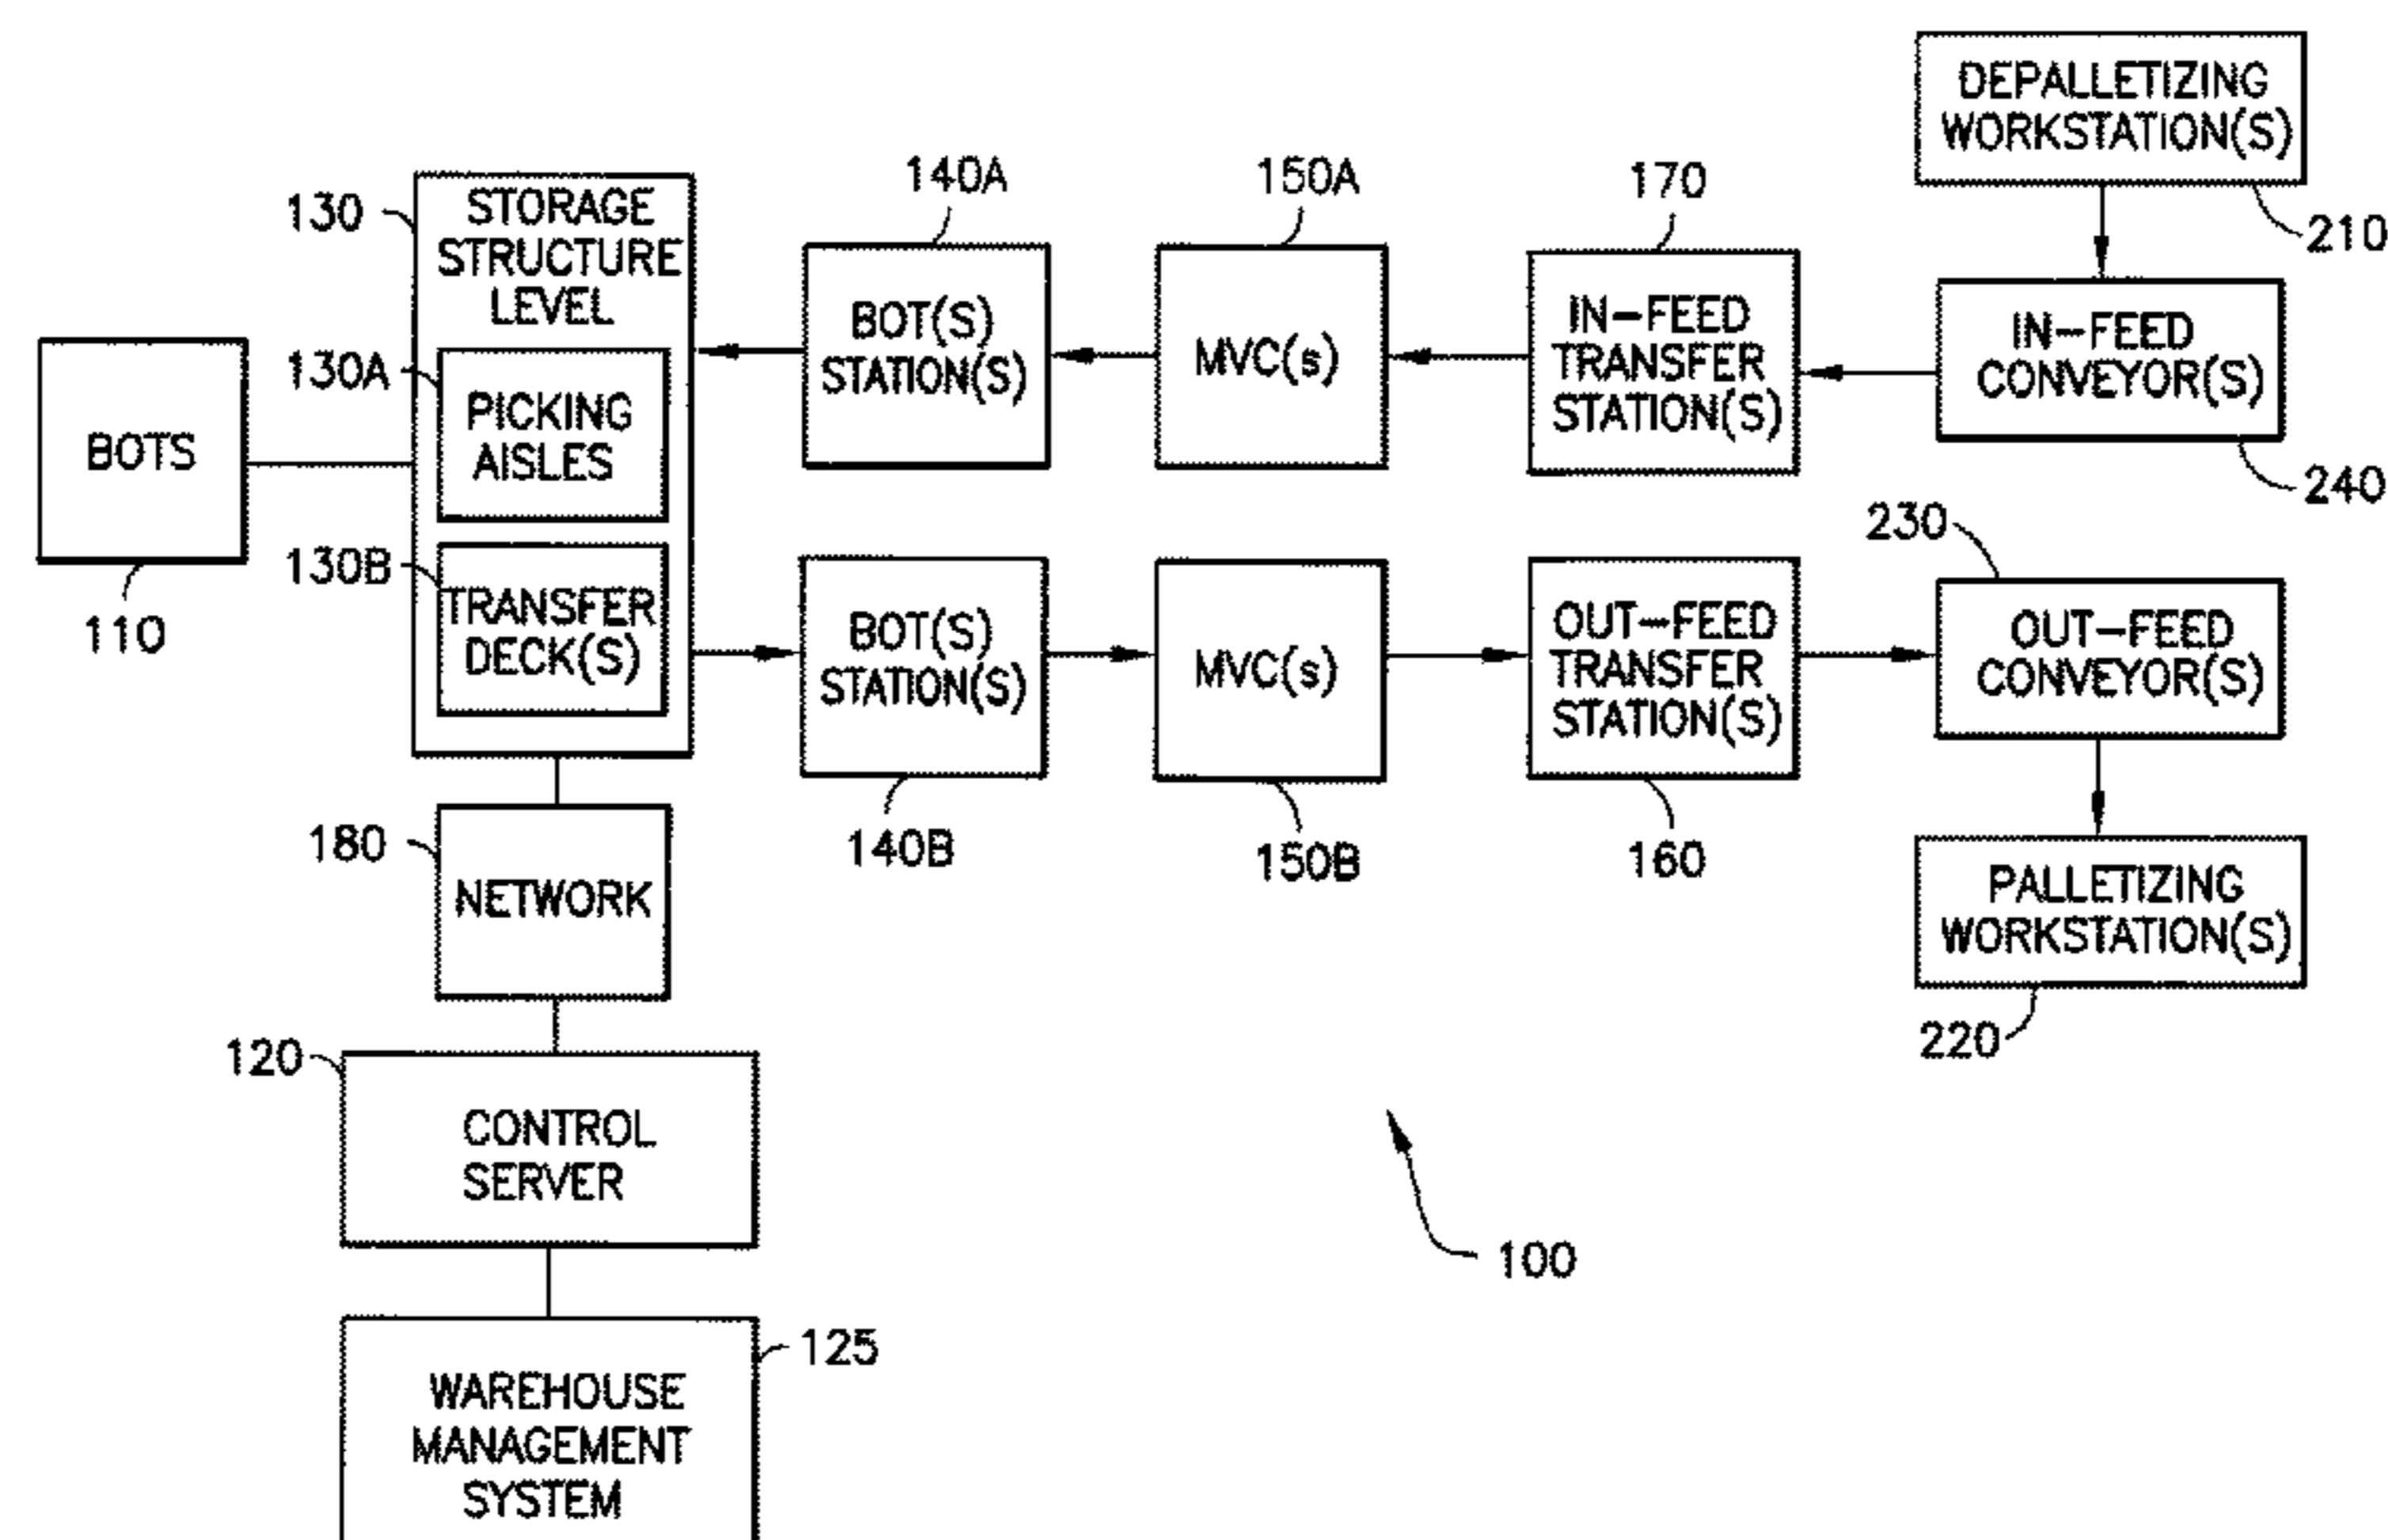 DEPALLETIZING
WORKSTATION(S)
210
140A
150A
170
130
STORAGE
STRUCTURE
LEVEL
BOT(S)
STATION(S)
MVC(s)
IN-FEED
TRANSFER
STATION(S)
IN-FEED
CONVEYOR(S)
240
130A
PICKING
AISLES
BOTS
110
130B
TRANSFER
DECK(S)
BOT(S)
STATION(S)
140B
MVC(s)
150B
OUT-FEED
TRANSFER
STATION(S)
160
230
OUT-FEED
CONVEYOR(S)
PALLETIZING
WORKSTATION(S)
220
180
NETWORK
120
CONTROL
SERVER
100
125
WAREHOUSE
MANAGEMENT
SYSTEM